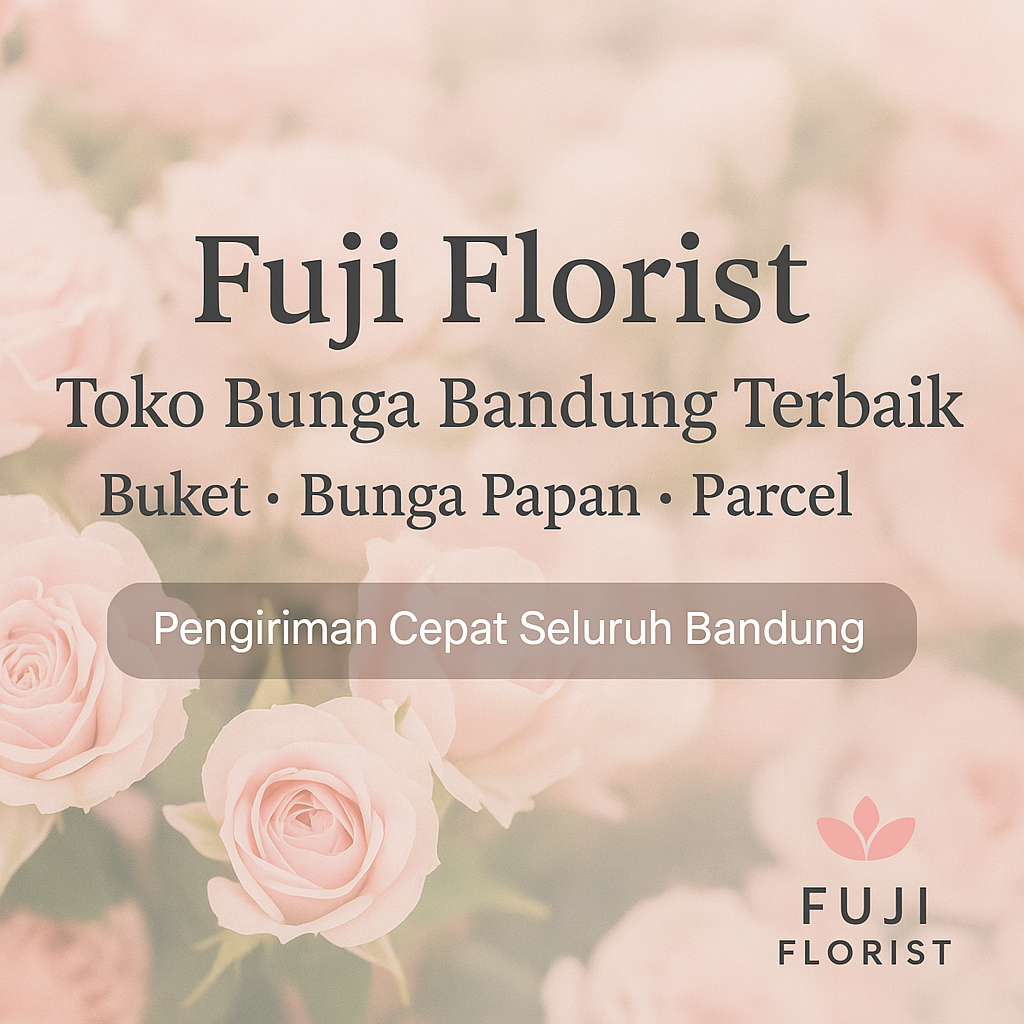 Fuji Florist
Toko Bunga Bandung Terbaik
Buket • Bunga Papan • Parcel
Pengiriman Cepat Seluruh Bandung
FUJI
FLORIST